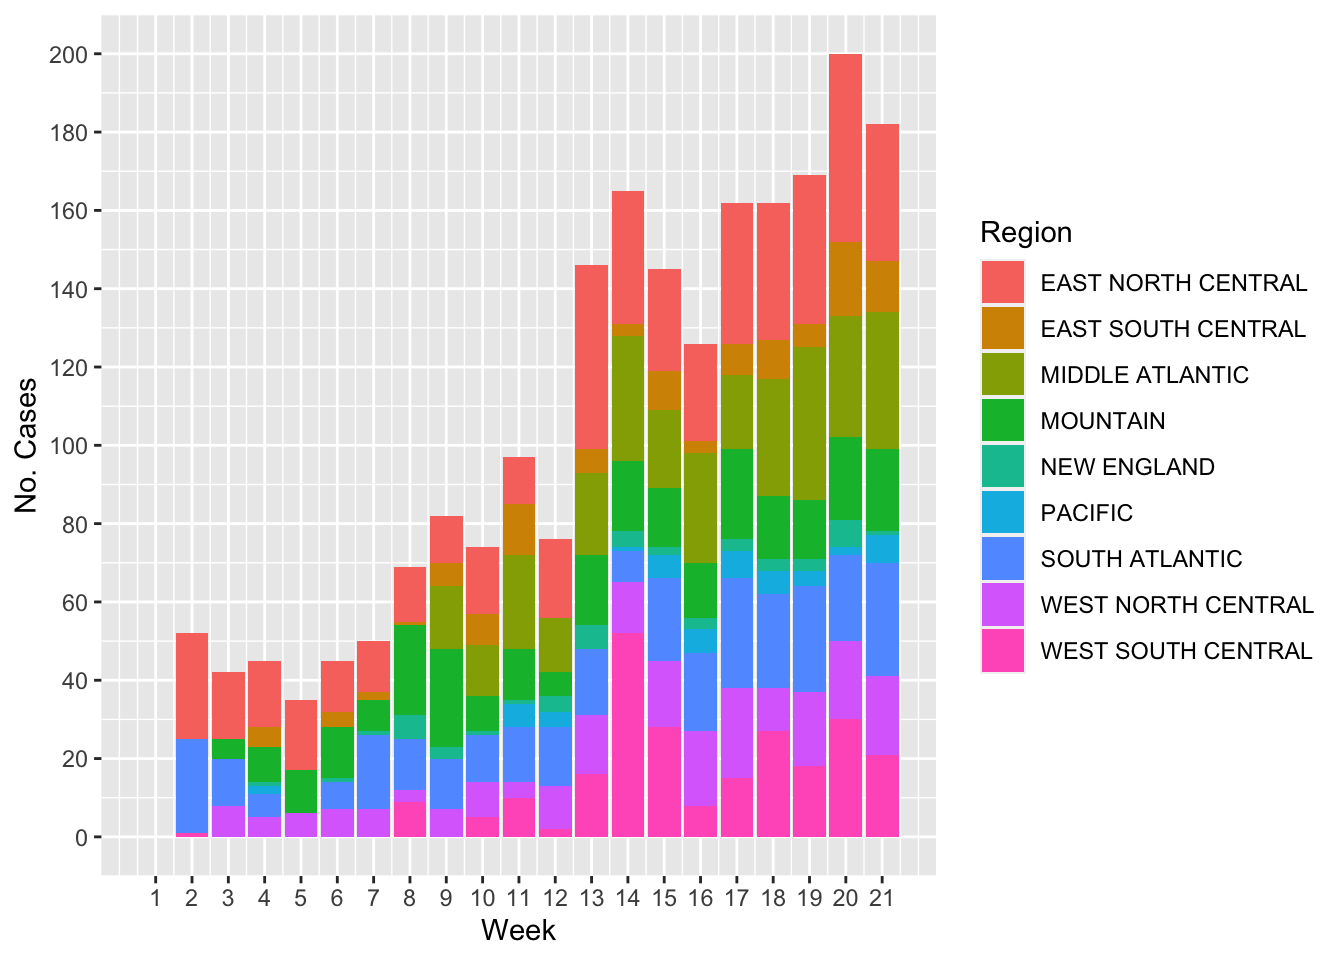 200
180
160
140
120
100
80
60
40
20
0
No. Cases
1 2 3 4 5 6 7 8 9 10 11 12 13 14 15 16 17 18 19 20 21
Week
Region
EAST NORTH CENTRAL
EAST SOUTH CENTRAL
MIDDLE ATLANTIC
MOUNTAIN
NEW ENGLAND
PACIFIC
SOUTH ATLANTIC
WEST NORTH CENTRAL
WEST SOUTH CENTRAL